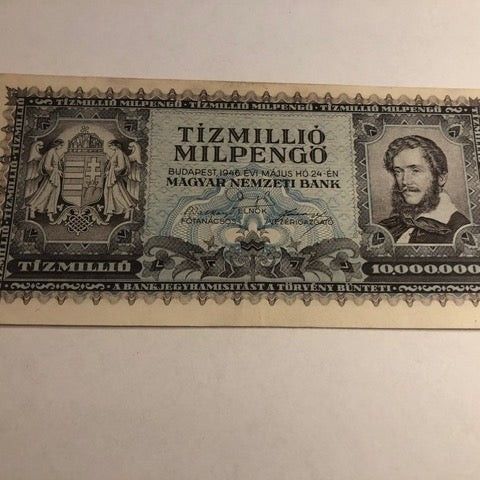 TÍZMILLIÓ MILPENGŐ · TÍZMILLIÓ MILPENGŐ · TÍZMILLIÓ MILPENGŐ
TÍZMILLIÓ
MILPENGŐ
BUDAPEST, 1946. ÉVI MÁJUS HÓ 24-ÉN
MAGYAR NEMZETI BANK
ELNÖK
FŐTANÁCSOS
VEZÉRIGAZGATÓ
TÍZMILLIÓ
10,000.000
A BANKJEGYHAMISÍTÁST A TÖRVÉNY BÜNTETI